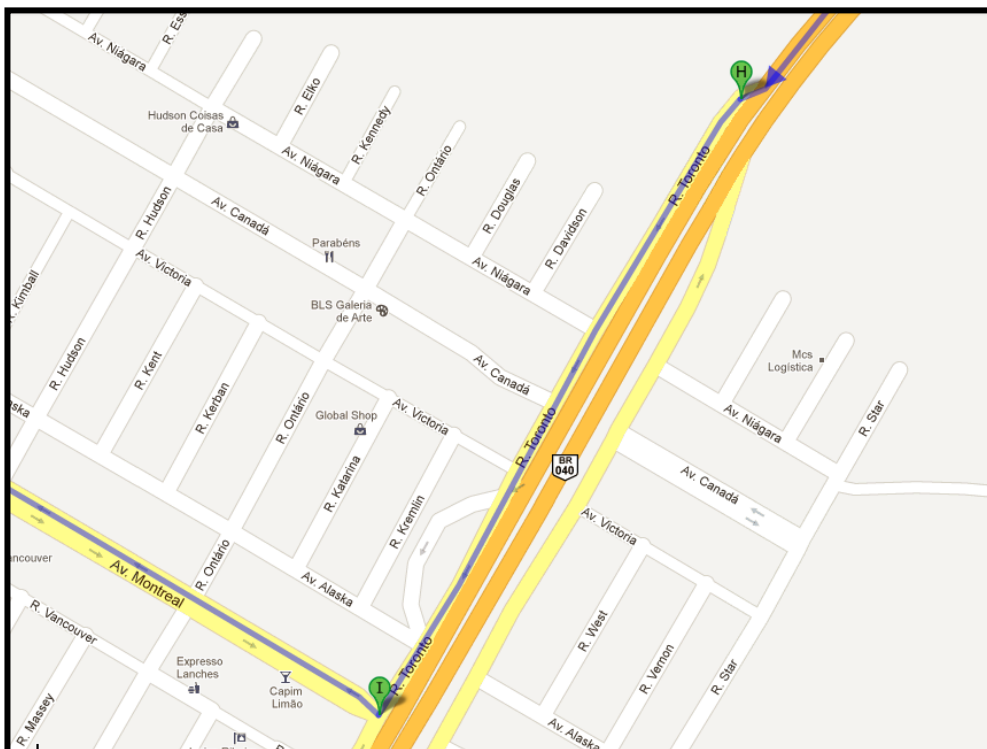 R. Ess
Av. Niágara
R. Elko
Hudson Coisas
de Casa
R. Kennedy
Av. Niágara
R. Ontário
H
R. Toronto
R. Hudson
Av. Canadá
R. Douglas
R. Davidson
Parabéns
Av. Victoria
Av. Niágara
R. Kimball
BLS Galeria
de Arte
R. Hudson
R. Kent
Av. Canadá
Mcs
Logística
R. Kerban
R. Ontário
Global Shop
Av. Victoria
R. Toronto
Av. Niágara
R. Star
aska
BR
040
R. Katarina
Av. Canadá
R. Kremlin
Av. Victoria
ncouver
Av. Montreal
R. Ontário
Av Alaska
R. Vancouver
R. West
R. Vernon
R. Star
R. Toronto
Expresso
Lanches
I
Capim
Limão
R. Massey
Av. Alaska